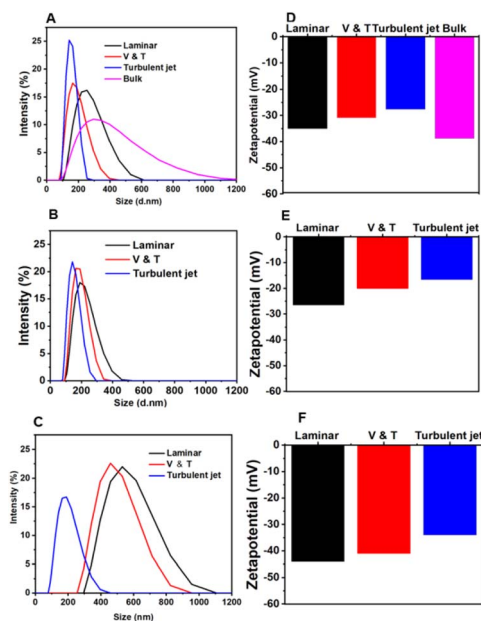 A
Laminar
V & T
Turbulent jet
Bulk
Intensity (%)
25
20
15
10
5
0
0 200 400 600 800 1000 1200
Size (d.nm)
D
Laminar V & T Turbulent jet Bulk
Zetapotential (mV)
0
-10
-20
-30
-40
-50
-60
B
Laminar
V & T
Turbulent jet
Intensity (%)
25
20
15
10
5
0
0 200 400 600 800 1000 1200
Size (d.nm)
E
Laminar V & T Turbulent jet
Zetapotential (mV)
0
-10
-20
-30
-40
-50
-60
C
Laminar
V & T
Turbulent jet
Intensity (%)
25
20
15
10
5
0
0 200 400 600 800 1000 1200
Size (nm)
F
Laminar V & T Turbulent jet
Zetapotential (mV)
0
-10
-20
-30
-40
-50
-60